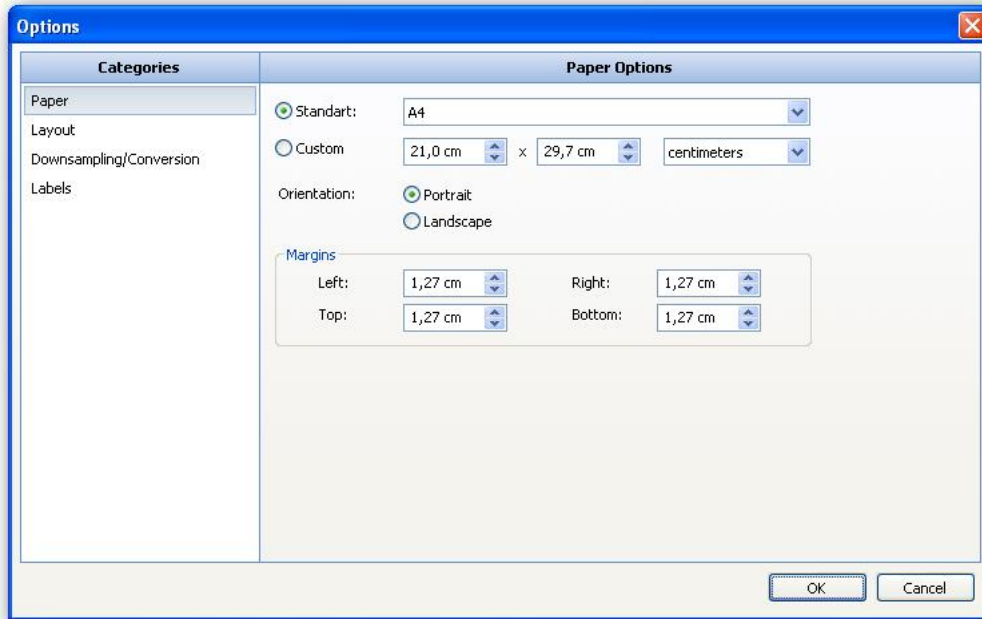 Options
Categories
Paper Options
Paper
Layout
Downsampling/Conversion
Labels
Standart: A4
Custom 21,0 cm x 29,7 cm centimeters
Orientation: Portrait
Landscape
Margins
Left: 1,27 cm Right: 1,27 cm
Top: 1,27 cm Bottom: 1,27 cm
OK Cancel